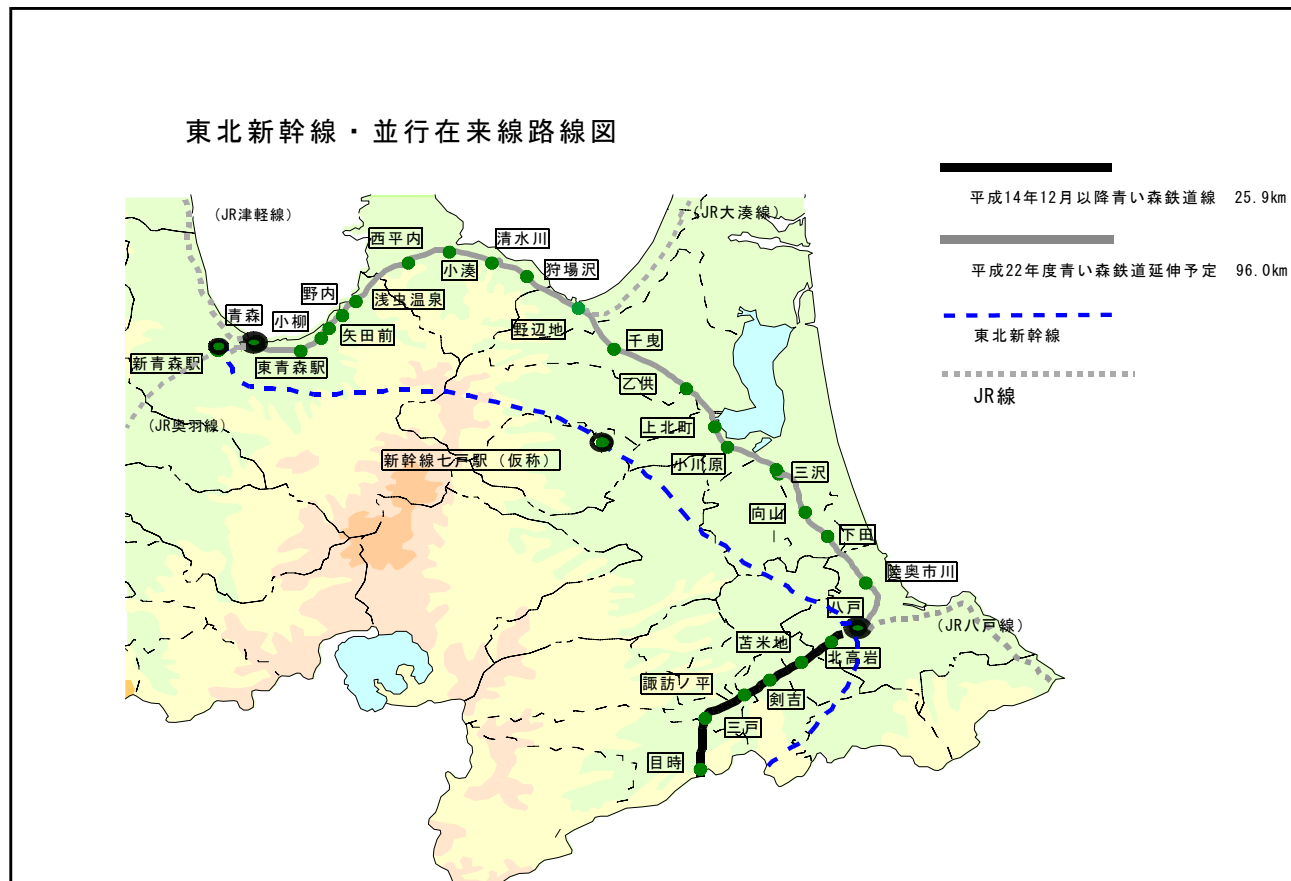 東北新幹線・並行在来線路線図
平成14年12月以降青い森鉄道線 25.9km
平成22年度青い森鉄道延伸予定 96.0km
東北新幹線
JR線
(JR津軽線)
(JR大湊線)
西平内
清水川
小湊
狩場沢
野内
浅虫温泉
青森
小柳
矢田前
野辺地
千曳
新青森駅
東青森駅
乙供
(JR奥羽線)
上北町
新幹線七戸駅(仮称)
小川原
三沢
向山
下田
陸奥市川
八戸
(JR八戸線)
苫米地
北高岩
諏訪ノ平
剣吉
三戸
目時